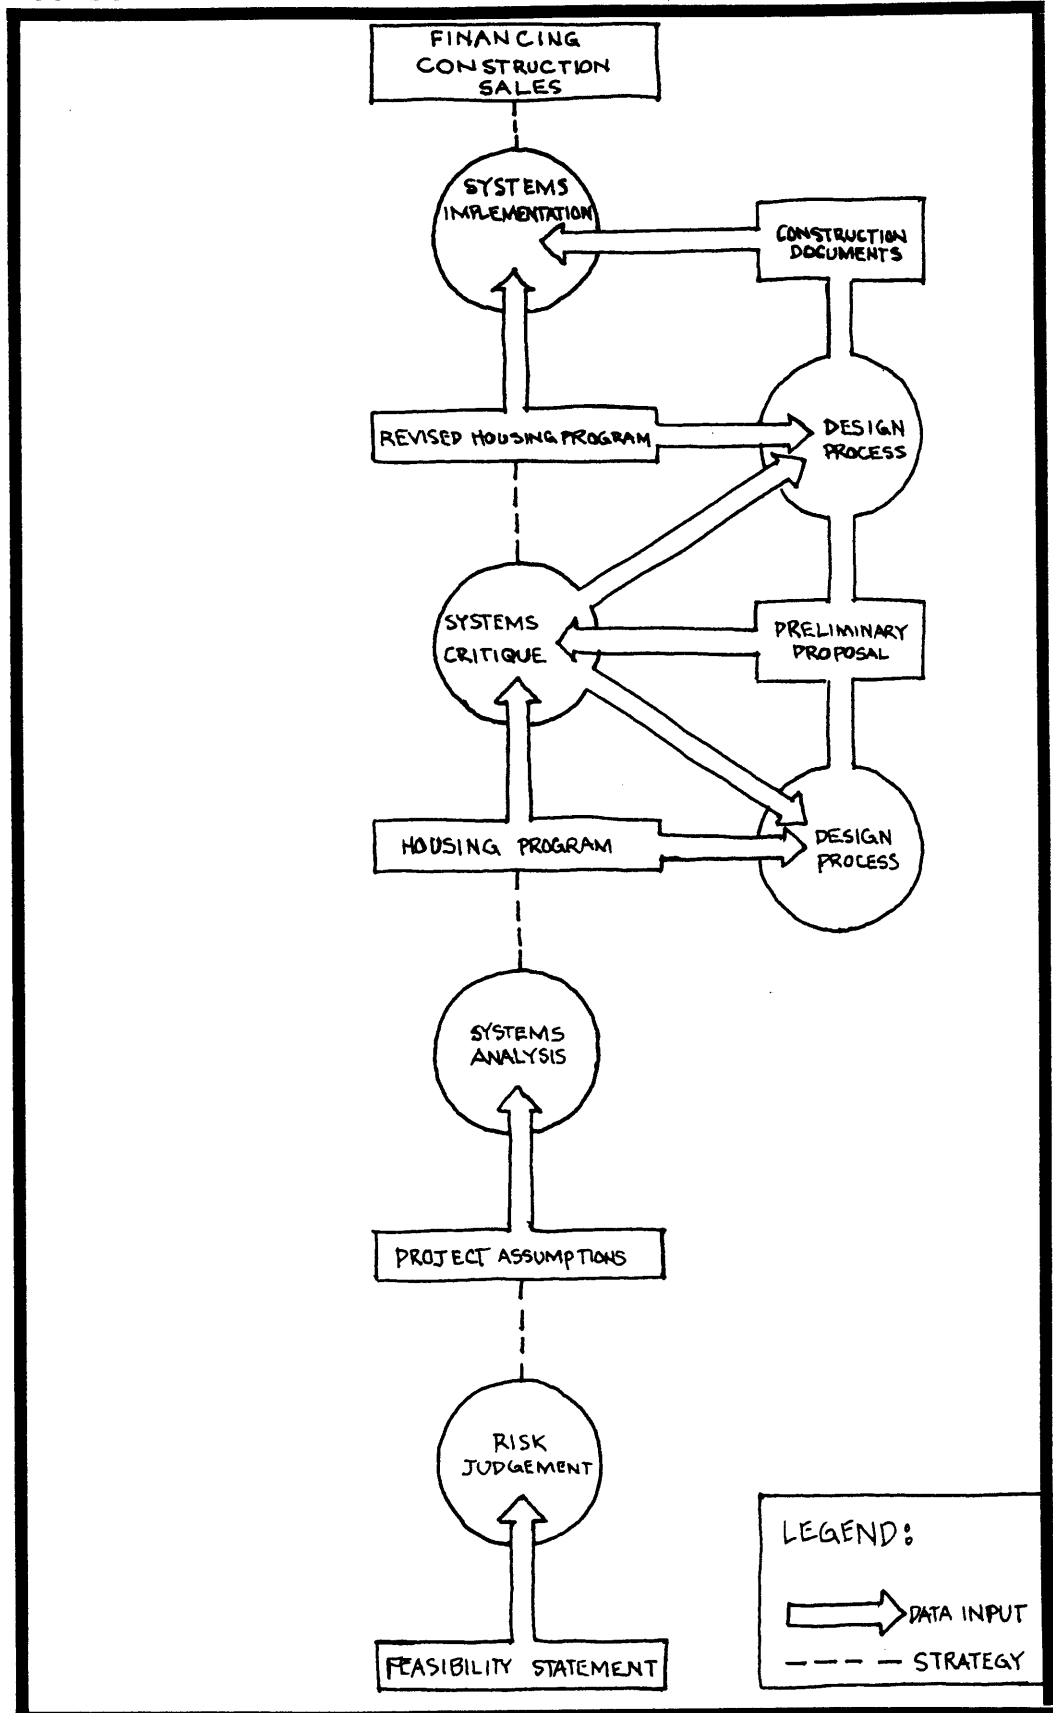 FINANCING
CONSTRUCTION
SALES
SYSTEMS
IMPLEMENTATION
CONSTRUCTION
DOCUMENTS
REVISED HOUSING PROGRAM
DESIGN
PROCESS
SYSTEMS
CRITIQUE
PRELIMINARY
PROPOSAL
HOUSING PROGRAM
DESIGN
PROCESS
SYSTEMS
ANALYSIS
PROJECT ASSUMPTIONS
RISK
JUDGEMENT
FEASIBILITY STATEMENT
LEGEND:
DATA INPUT
STRATEGY